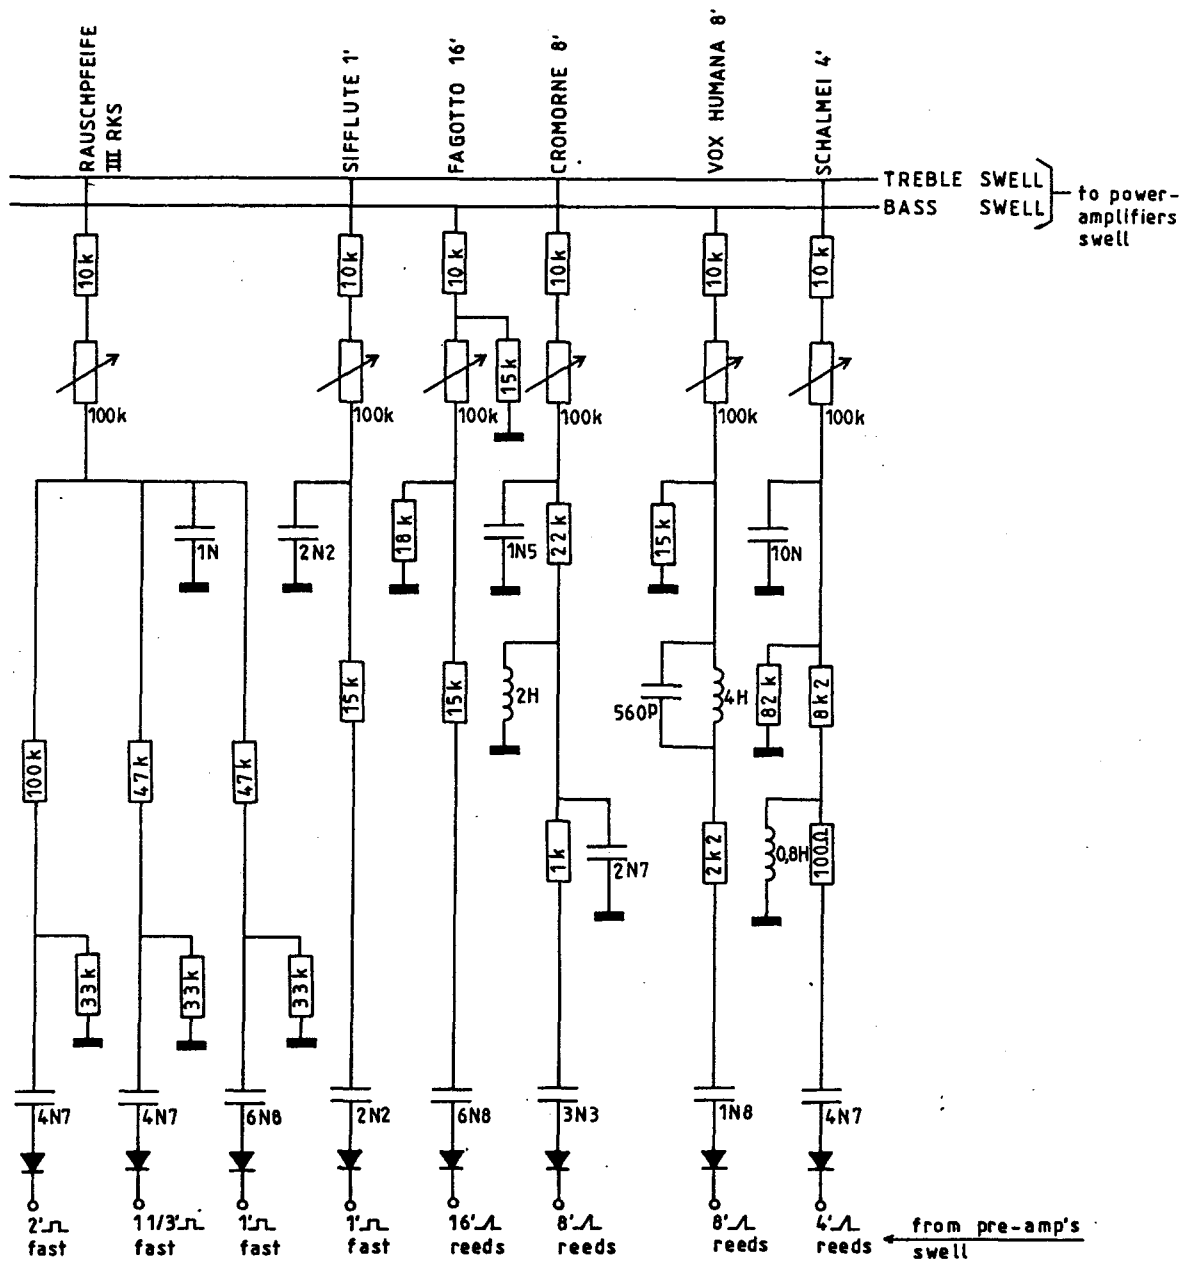 RAUSCHPFEIFE
III RKS
SIFFLUTE 1'
FAGOTTO 16'
CROMORNE 8'
VOX HUMANA 8'
SCHALMEI 4'
TREBLE SWELL
BASS SWELL
to power-
amplifiers
swell
10k
10k
10k
10k
10k
10k
15k
100k
100k
100k
100k
100k
100k
1N
2N2
18k
1N5
22k
15k
10N
15k
15k
2H
560P
4H
82k
8k2
100k
47k
47k
1k
2N7
2k2
0,8H
100Ω
33k
33k
33k
4N7
4N7
6N8
2N2
6N8
3N3
1N8
4N7
2'
fast
1 1/3'
fast
1'
fast
1'
fast
16'
reeds
8'
reeds
8'
reeds
4'
reeds
from pre-amp's
swell